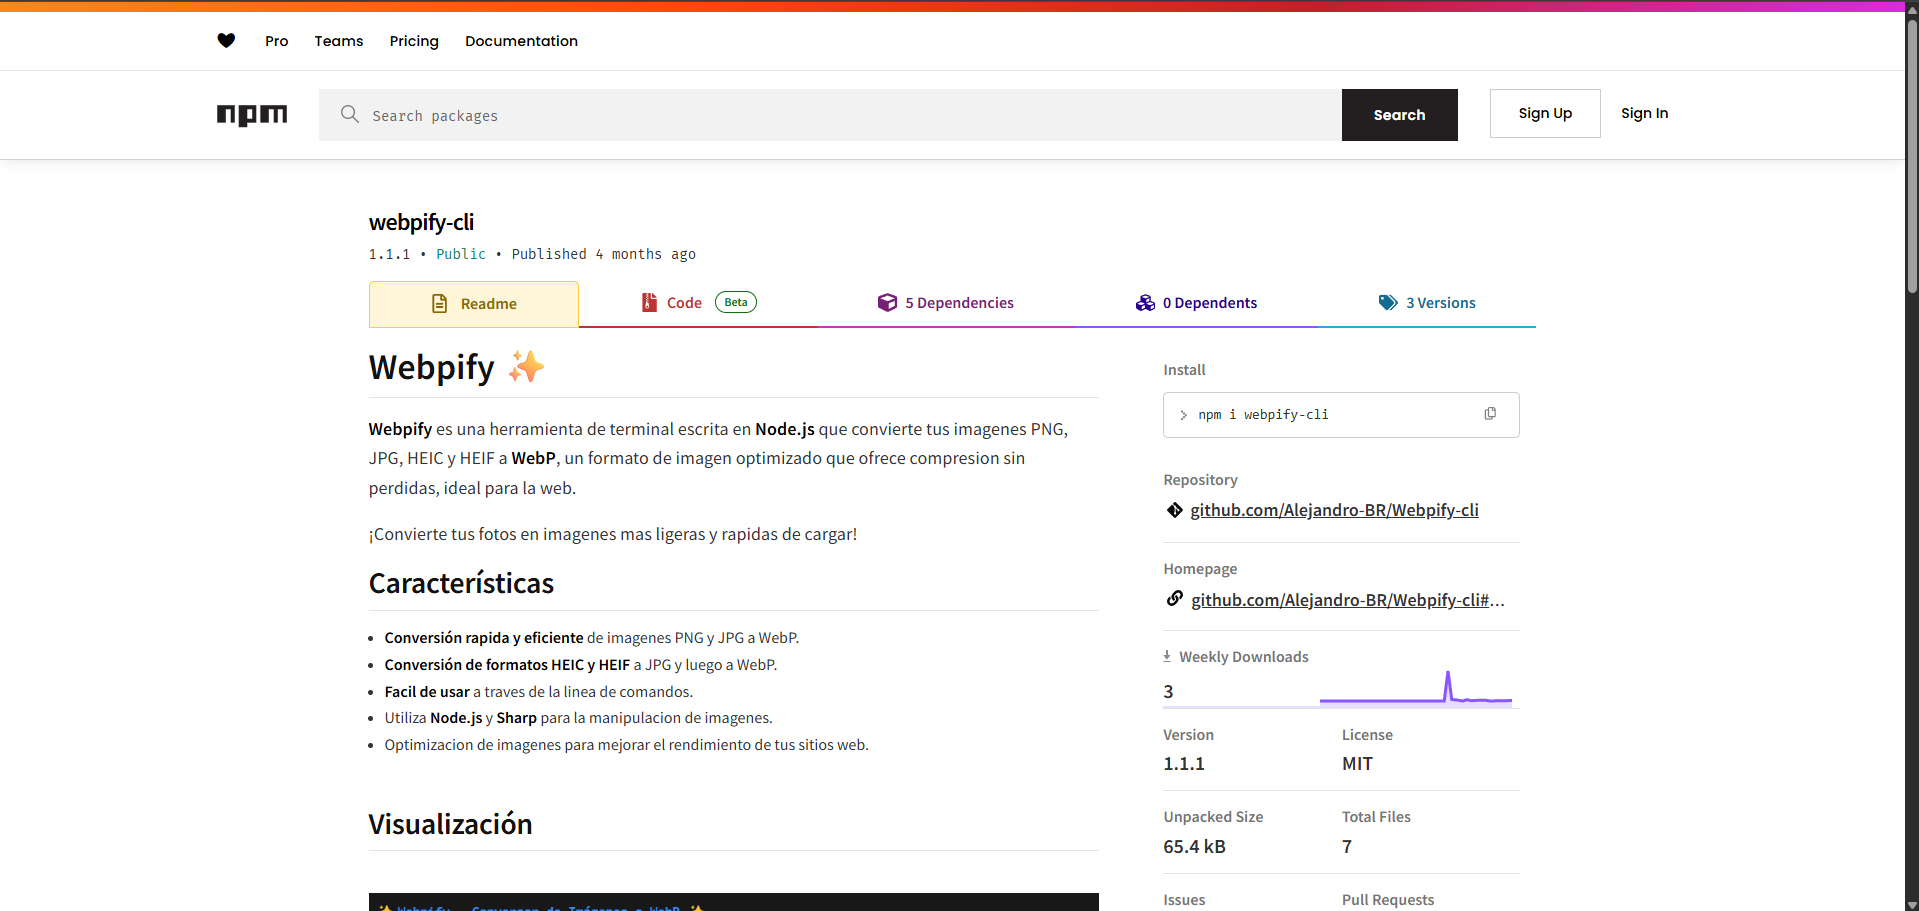 Pro Teams Pricing Documentation
npm Search packages Search Sign Up Sign In
webpify-cli
1.1.1 • Public • Published 4 months ago
Readme Code Beta 5 Dependencies 0 Dependents 3 Versions
Webpify ✨
Webpify es una herramienta de terminal escrita en Node.js que convierte tus imagenes PNG,
JPG, HEIC y HEIF a WebP, un formato de imagen optimizado que ofrece compresion sin
perdidas, ideal para la web.
¡Convierte tus fotos en imagenes mas ligeras y rapidas de cargar!
Características
• Conversión rapida y eficiente de imagenes PNG y JPG a WebP.
• Conversión de formatos HEIC y HEIF a JPG y luego a WebP.
• Facil de usar a traves de la linea de comandos.
• Utiliza Node.js y Sharp para la manipulacion de imagenes.
• Optimizacion de imagenes para mejorar el rendimiento de tus sitios web.
Visualización
Install
> npm i webpify-cli
Repository
github.com/Alejandro-BR/Webpify-cli
Homepage
github.com/Alejandro-BR/Webpify-cli#...
Weekly Downloads
3
Version License
1.1.1 MIT
Unpacked Size Total Files
65.4 kB 7
Issues Pull Requests